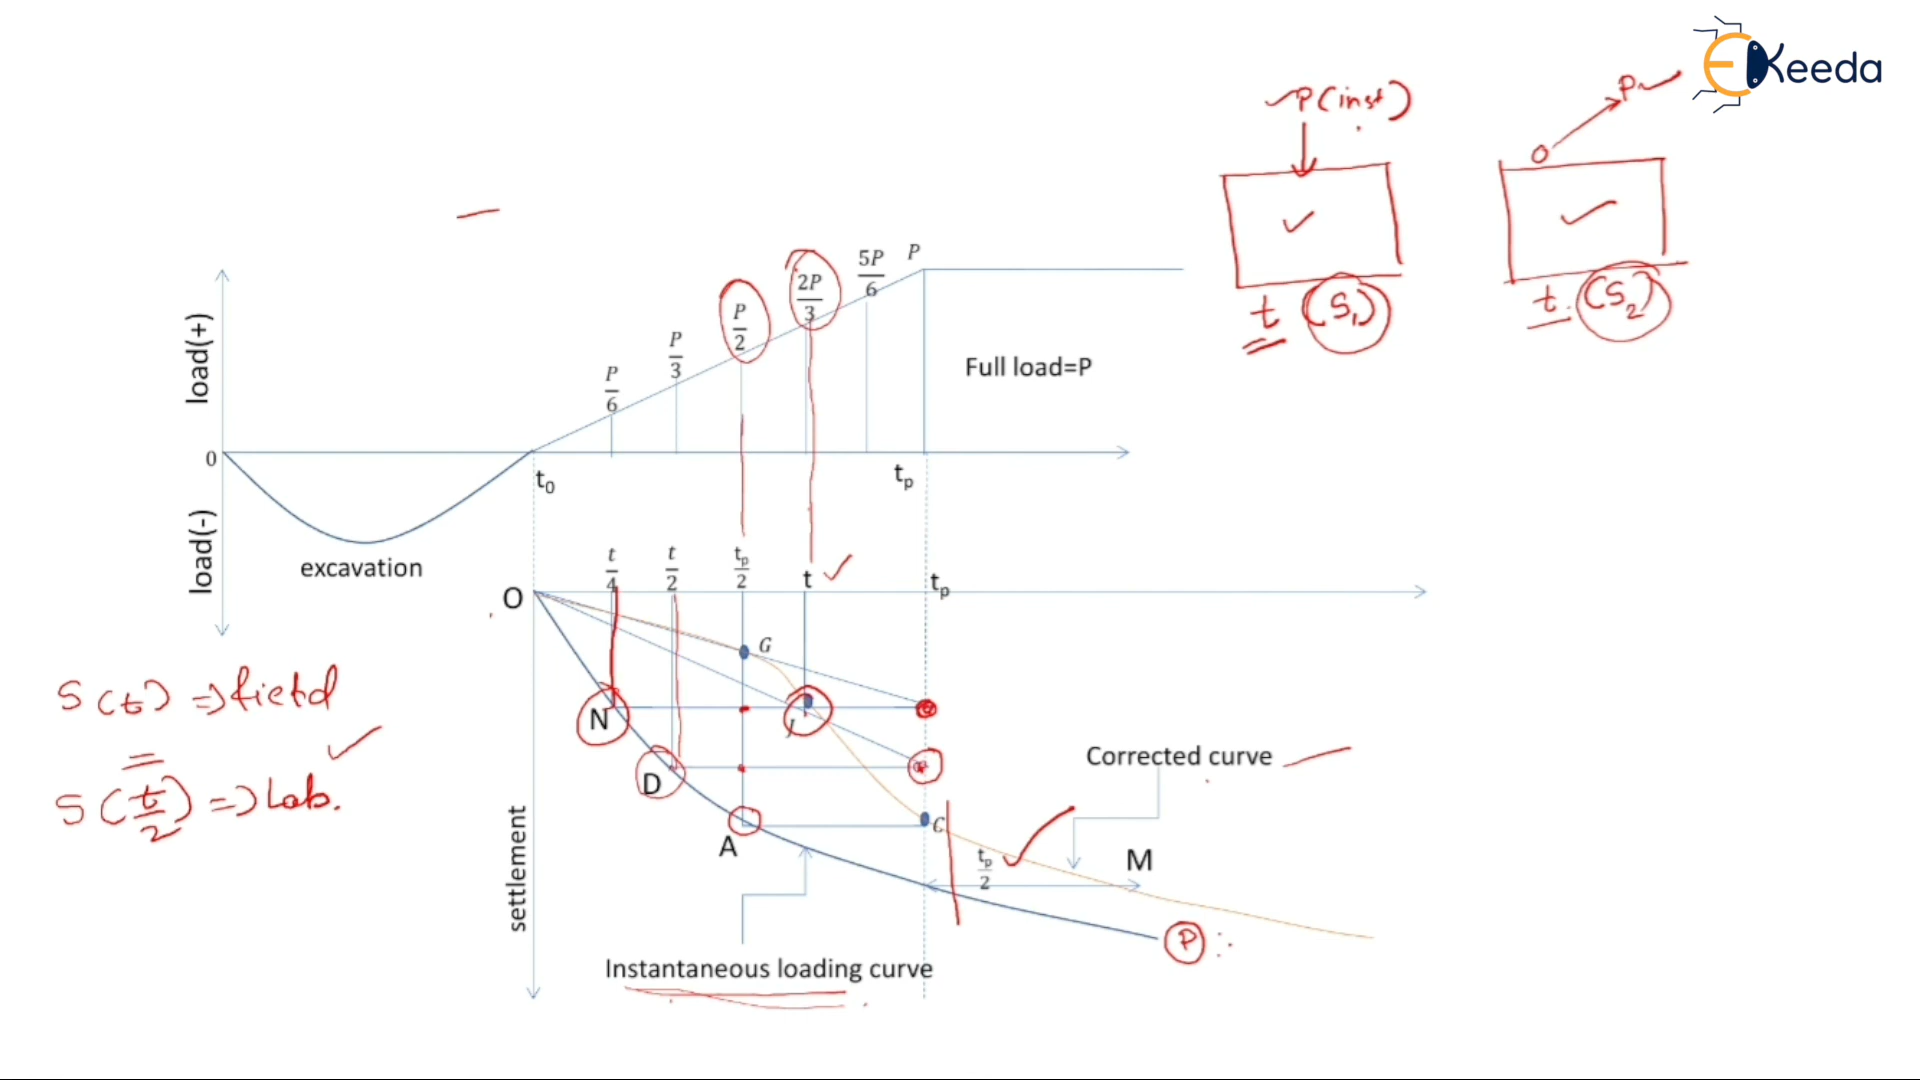 Keeda
P(inst)
P
O
t (S₁)
t (S₂)
load(+)
0
load(-)
excavation
P/6
P/3
P/2
2P/3
5P/6
P
Full load=P
t₀
tₚ
t/4
t/2
tₚ/2
t
tₚ
O
G
N
J
D
A
C
tₚ/2
M
P
Corrected curve
settlement
Instantaneous loading curve
S(t) ⇒ field
=
S(t/2) ⇒ Lab.